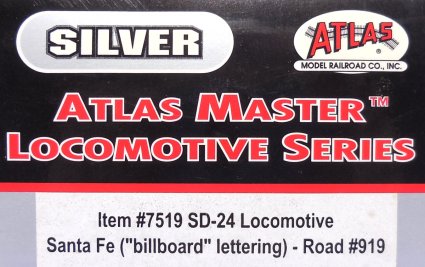 SILVER
ATLAS
MODEL RAILROAD CO., INC.
®
ATLAS MASTER™
LOCOMOTIVE SERIES
Item #7519 SD-24 Locomotive
Santa Fe ("billboard" lettering) - Road #919